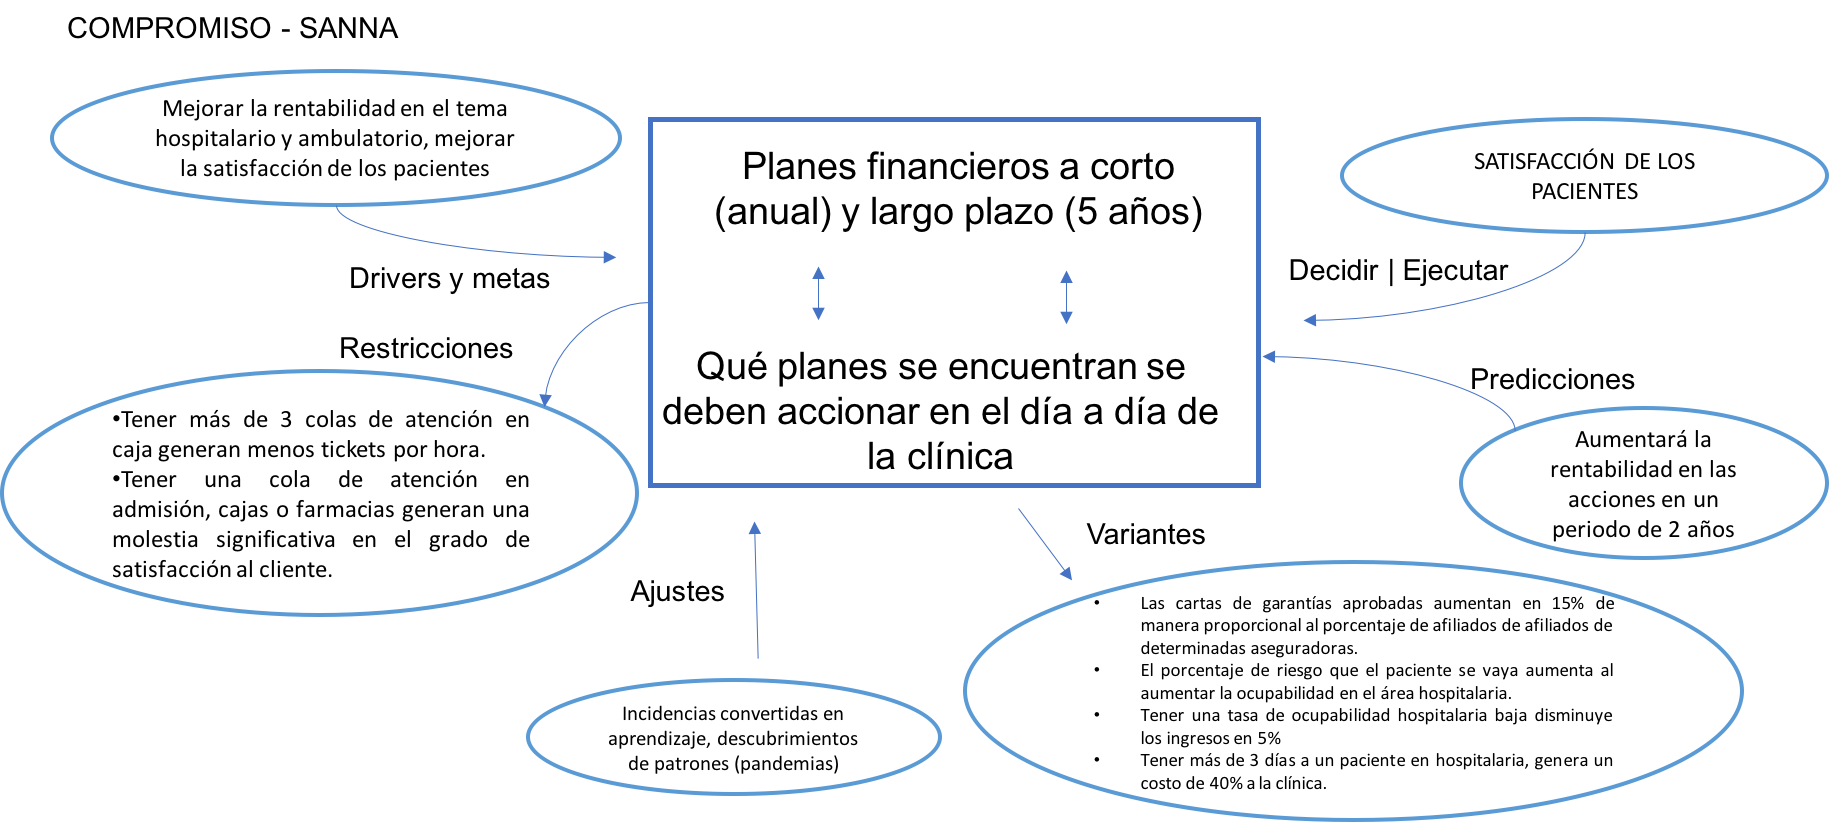 COMPROMISO - SANNA
Mejorar la rentabilidad en el tema
hospitalario y ambulatorio, mejorar
la satisfacción de los pacientes
Drivers y metas
Planes financieros a corto
(anual) y largo plazo (5 años)
Qué planes se encuentran se
deben accionar en el día a día de
la clínica
SATISFACCIÓN DE LOS
PACIENTES
Decidir | Ejecutar
Restricciones
•Tener más de 3 colas de atención en
caja generan menos tickets por hora.
•Tener una cola de atención en
admisión, cajas o farmacias generan una
molestia significativa en el grado de
satisfacción al cliente.
Predicciones
Aumentará la
rentabilidad en las
acciones en un
periodo de 2 años
Ajustes
Incidencias convertidas en
aprendizaje, descubrimientos
de patrones (pandemias)
Variantes
• Las cartas de garantías aprobadas aumentan en 15% de
manera proporcional al porcentaje de afiliados de afiliados de
determinadas aseguradoras.
• El porcentaje de riesgo que el paciente se vaya aumenta al
aumentar la ocupabilidad en el área hospitalaria.
• Tener una tasa de ocupabilidad hospitalaria baja disminuye
los ingresos en 5%
• Tener más de 3 días a un paciente en hospitalaria, genera un
costo de 40% a la clínica.